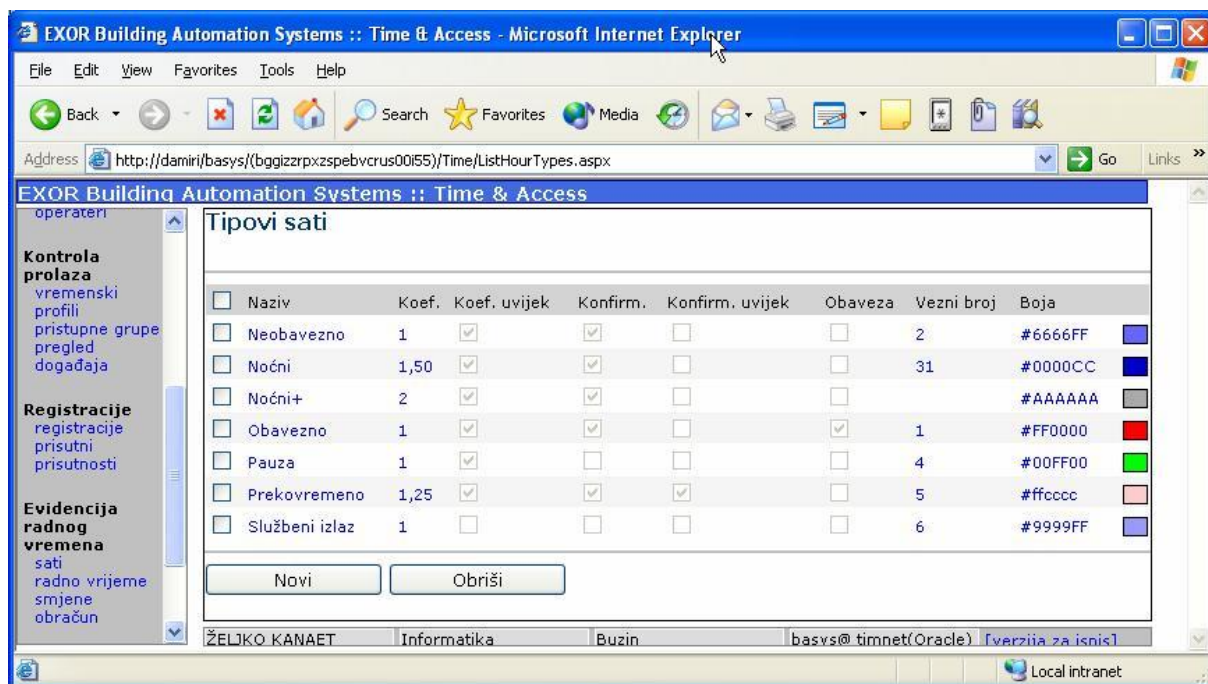 EXOR Building Automation Systems :: Time & Access - Microsoft Internet Explorer
File Edit View Favorites Tools Help
Back Search Favorites Media
Address http://damiri/basys/(bggizzrpxzspebvcrus00i55)/Time/ListHourTypes.aspx Go Links »
EXOR Building Automation Systems :: Time & Access
operateri
Kontrola
prolaza
vremenski
profili
pristupne grupe
pregled
događaja
Registracije
registracije
prisutni
prisutnosti
Evidencija
radnog
vremena
sati
radno vrijeme
smjene
obračun
Tipovi sati
Naziv Koef. Koef. uvijek Konfirm. Konfirm. uvijek Obaveza Vezni broj Boja
Neobavezno 1 2 #6666FF
Noćni 1,50 31 #0000CC
Noćni+ 2 #AAAAAA
Obavezno 1 1 #FF0000
Pauza 1 4 #00FF00
Prekovremeno 1,25 5 #ffcccc
Službeni izlaz 1 6 #9999FF
Novi Obriši
ŽELJKO KANAET Informatika Buzin basys@ timnet(Oracle) [verzija za ispis]
Local intranet